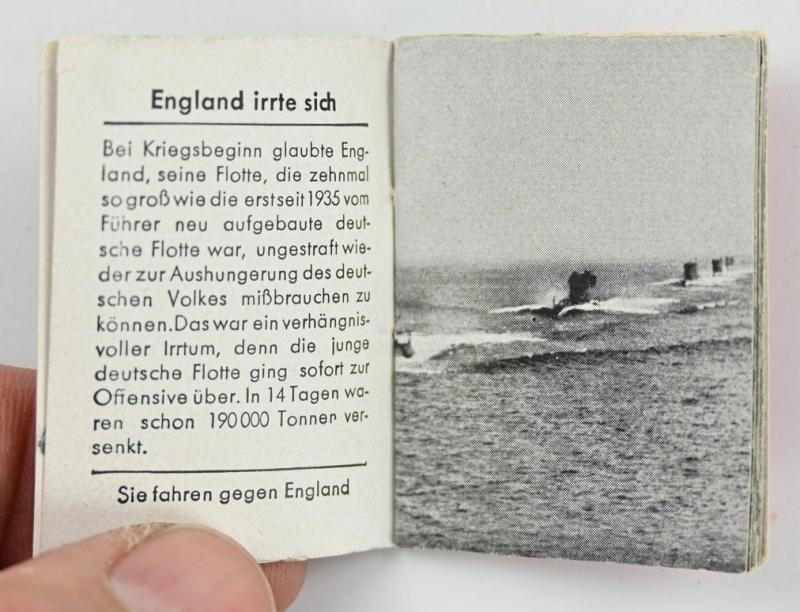 England irrte sich
Bei Kriegsbeginn glaubte Eng-
land, seine Flotte, die zehnmal
so groß wie die erst seit 1935 vom
Führer neu aufgebaute deut-
sche Flotte war, ungestraft wie-
der zur Aushungerung des deut-
schen Volkes mißbrauchen zu
können. Das war ein verhängnis-
voller Irrtum, denn die junge
deutsche Flotte ging sofort zur
Offensive über. In 14 Tagen wa-
ren schon 190 000 Tonnen ver-
senkt.
Sie fahren gegen England